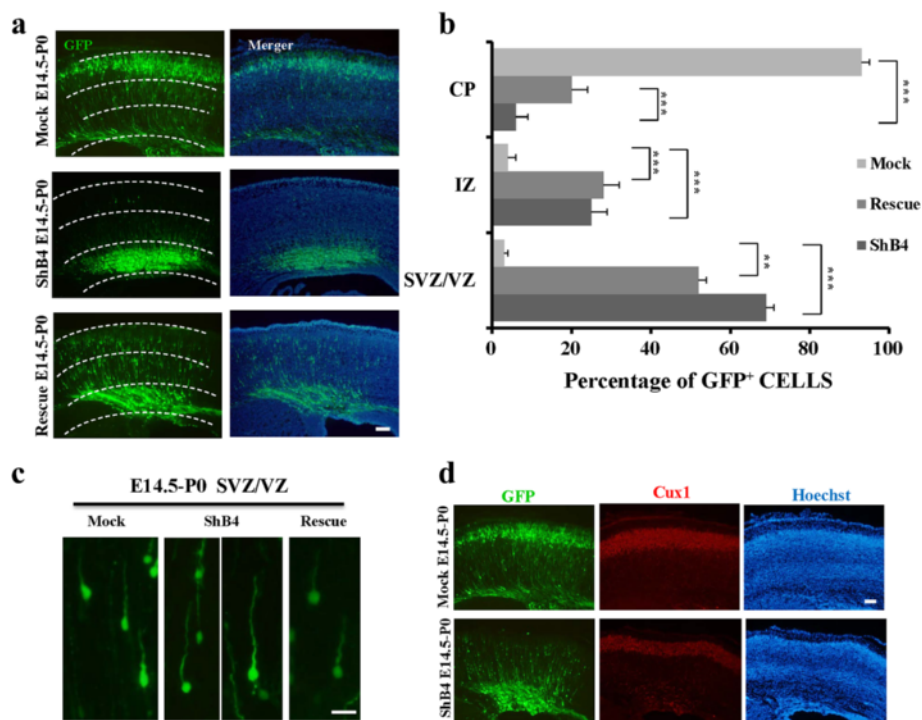 a
GFP
Merger
Mock E14.5-P0
ShB4 E14.5-P0
Rescue E14.5-P0
b
CP
***
***
IZ
***
***
SVZ/VZ
**
***
Mock
Rescue
ShB4
0 20 40 60 80 100
Percentage of GFP⁺ CELLS
c
E14.5-P0 SVZ/VZ
Mock ShB4 Rescue
d
GFP Cux1 Hoechst
Mock E14.5-P0
ShB4 E14.5-P0